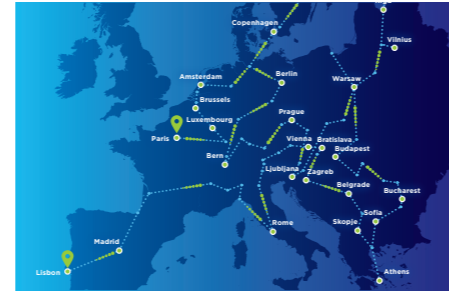 Copenhagen
Vilnius
Amsterdam
Berlin
Warsaw
Brussels
Luxembourg
Prague
Paris
Vienna
Bratislava
Budapest
Bern
Ljubljana
Zagreb
Belgrade
Bucharest
Skopje
Sofia
Rome
Madrid
Lisbon
Athens